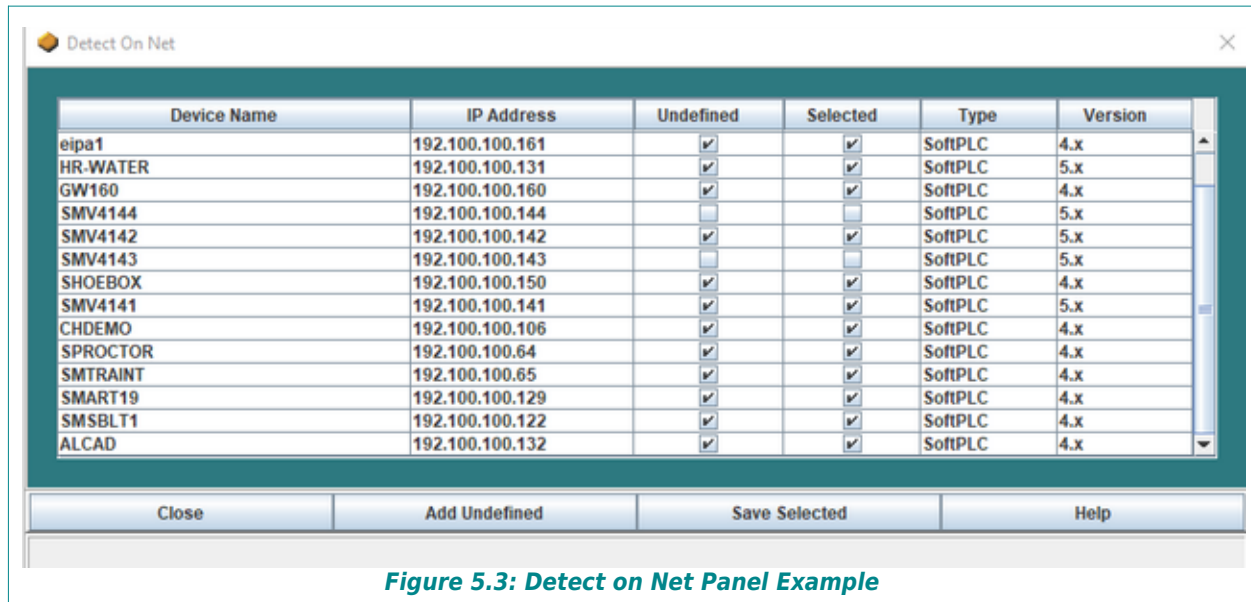 Detect On Net
Device Name IP Address Undefined Selected Type Version
eipa1 192.100.100.161 SoftPLC 4.x
HR-WATER 192.100.100.131 SoftPLC 5.x
GW160 192.100.100.160 SoftPLC 4.x
SMV4144 192.100.100.144 SoftPLC 5.x
SMV4142 192.100.100.142 SoftPLC 5.x
SMV4143 192.100.100.143 SoftPLC 5.x
SHOEBOX 192.100.100.150 SoftPLC 4.x
SMV4141 192.100.100.141 SoftPLC 5.x
CHDEMO 192.100.100.106 SoftPLC 4.x
SPROCTOR 192.100.100.64 SoftPLC 4.x
SMTRAINT 192.100.100.65 SoftPLC 4.x
SMART19 192.100.100.129 SoftPLC 4.x
SMSBLT1 192.100.100.122 SoftPLC 4.x
ALCAD 192.100.100.132 SoftPLC 4.x
Close Add Undefined Save Selected Help
Figure 5.3: Detect on Net Panel Example